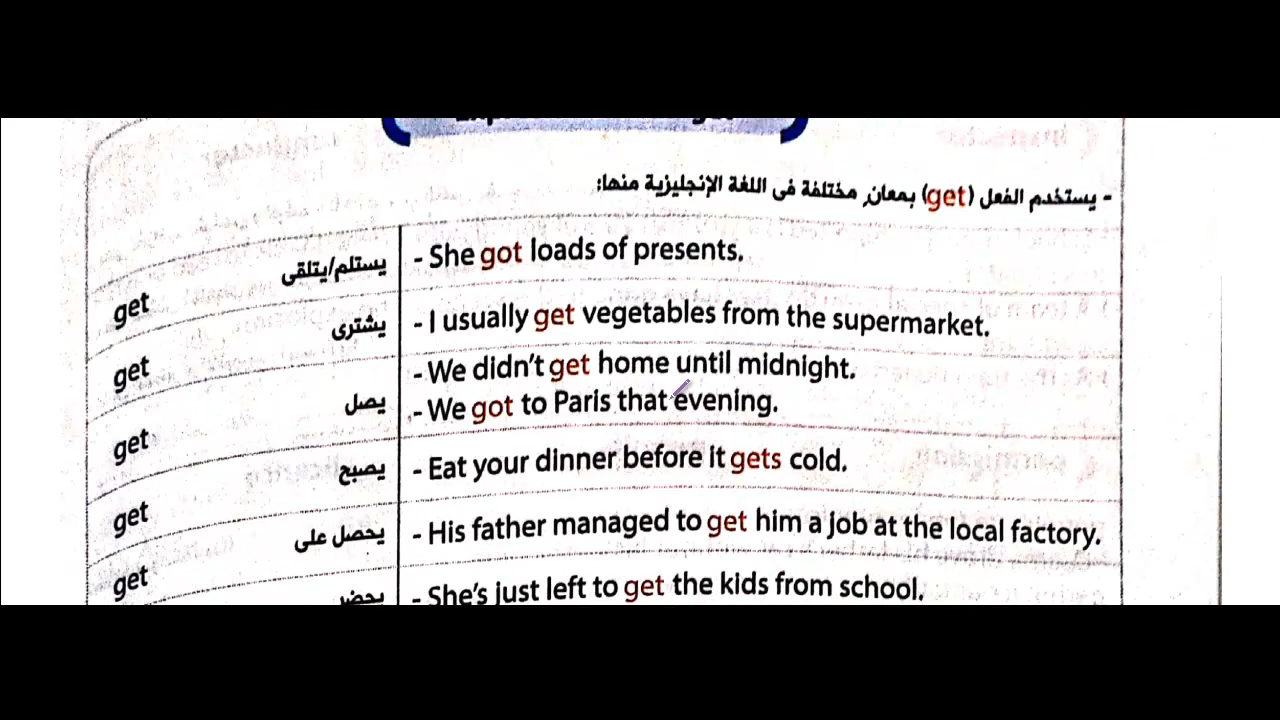 - يستخدم الفعل (get) بمعانٍ مختلفة فى اللغة الإنجليزية منها:
get يستلم/يتلقى - She got loads of presents.
get يشترى - I usually get vegetables from the supermarket.
get يصل - We didn't get home until midnight.
- We got to Paris that evening.
get يصبح - Eat your dinner before it gets cold.
get يحصل على - His father managed to get him a job at the local factory.
يحضر - She's just left to get the kids from school.